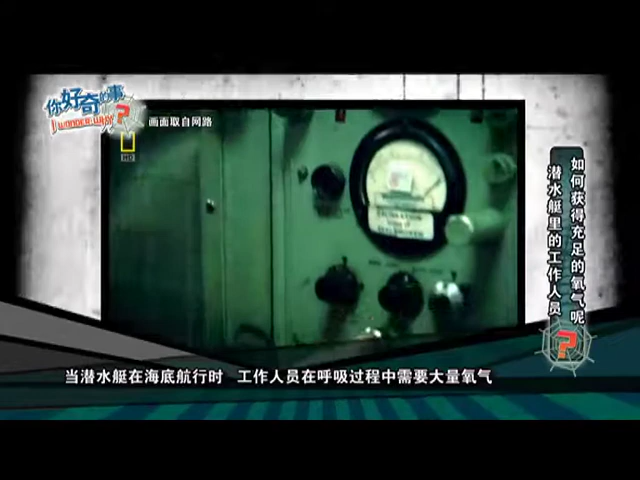 你好奇的事
I WONDER WHY
?
画面取自网路
HD
如何获得充足的氧气呢
潜水艇里的工作人员
?
当潜水艇在海底航行时 工作人员在呼吸过程中需要大量氧气